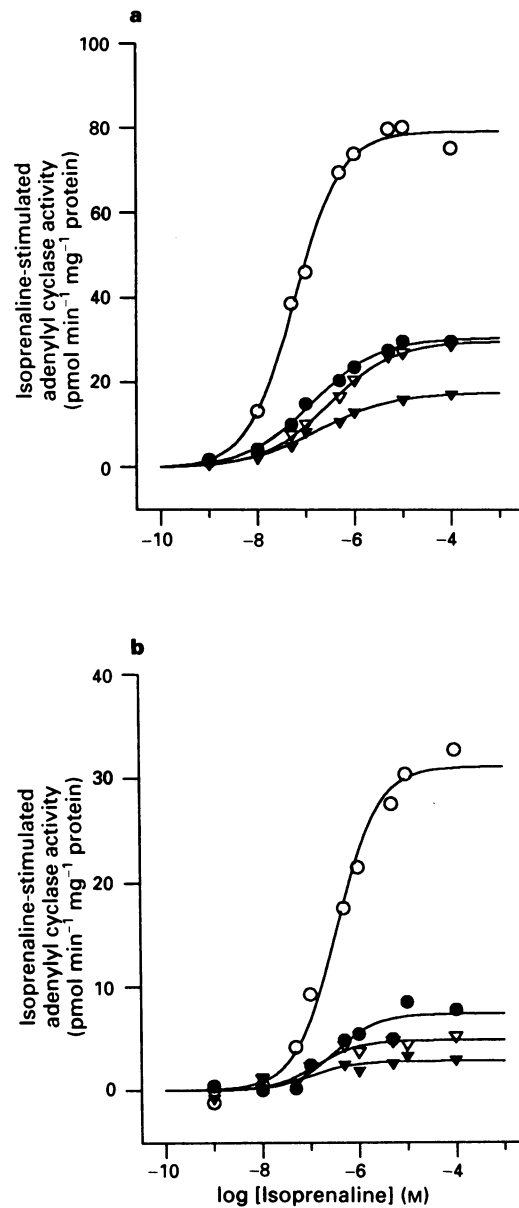 a
Isoprenaline-stimulated
adenylyl cyclase activity
(pmol min⁻¹ mg⁻¹ protein)
100
80
60
40
20
0
−10
−8
−6
−4
b
Isoprenaline-stimulated
adenylyl cyclase activity
(pmol min⁻¹ mg⁻¹ protein)
40
30
20
10
0
−10
−8
−6
−4
log [Isoprenaline] (M)